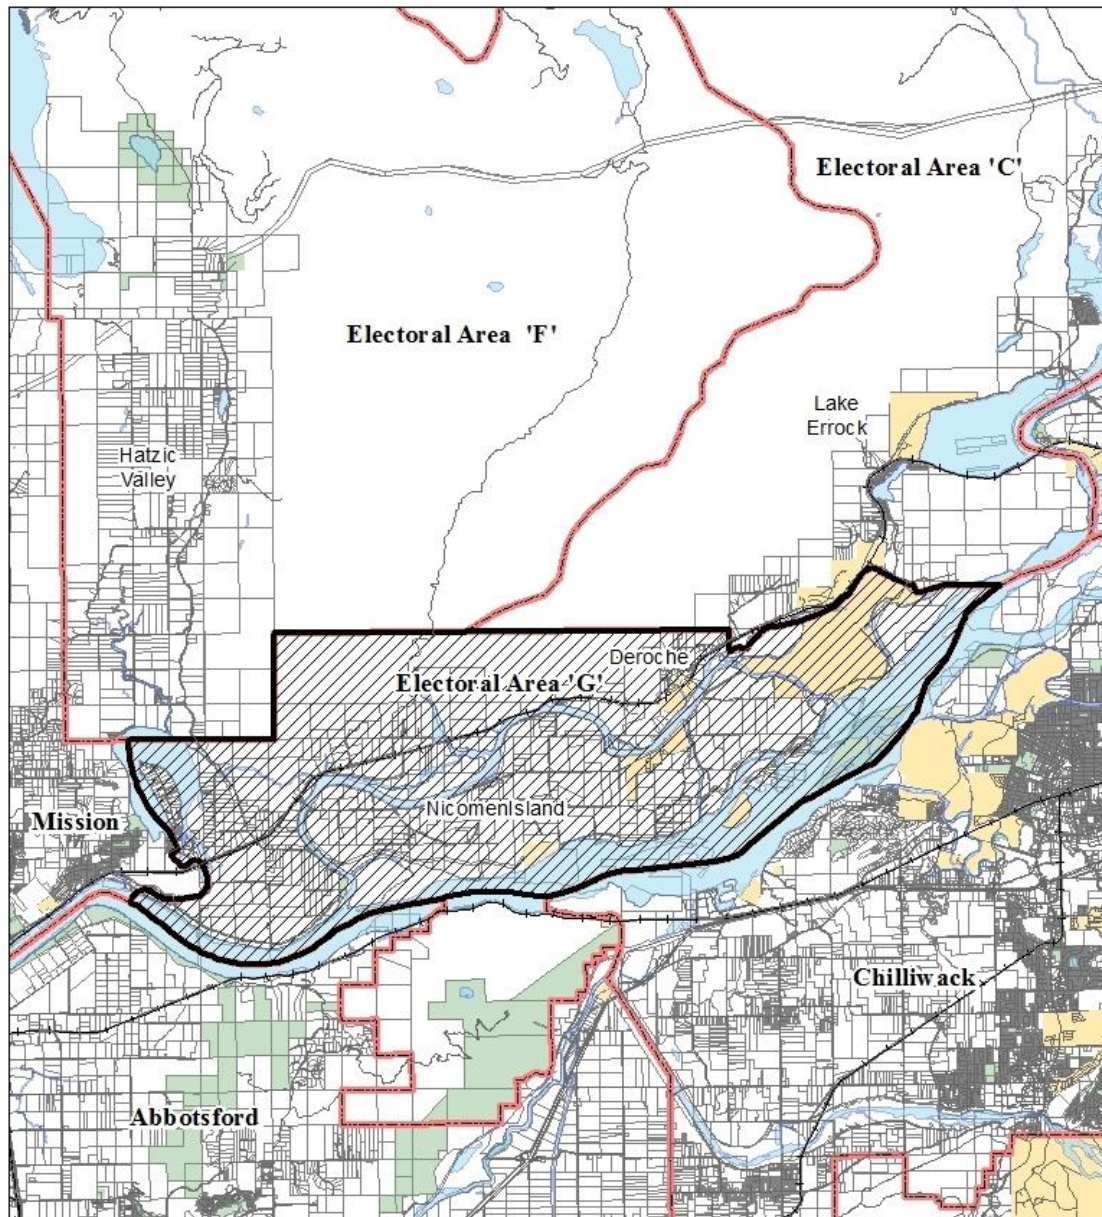 Electoral Area 'C'
Electoral Area 'F'
Lake
Errock
Hatzic
Valley
Deroche
Electoral Area 'G'
NicomenIsland
Mission
Chilliwack
Abbotsford